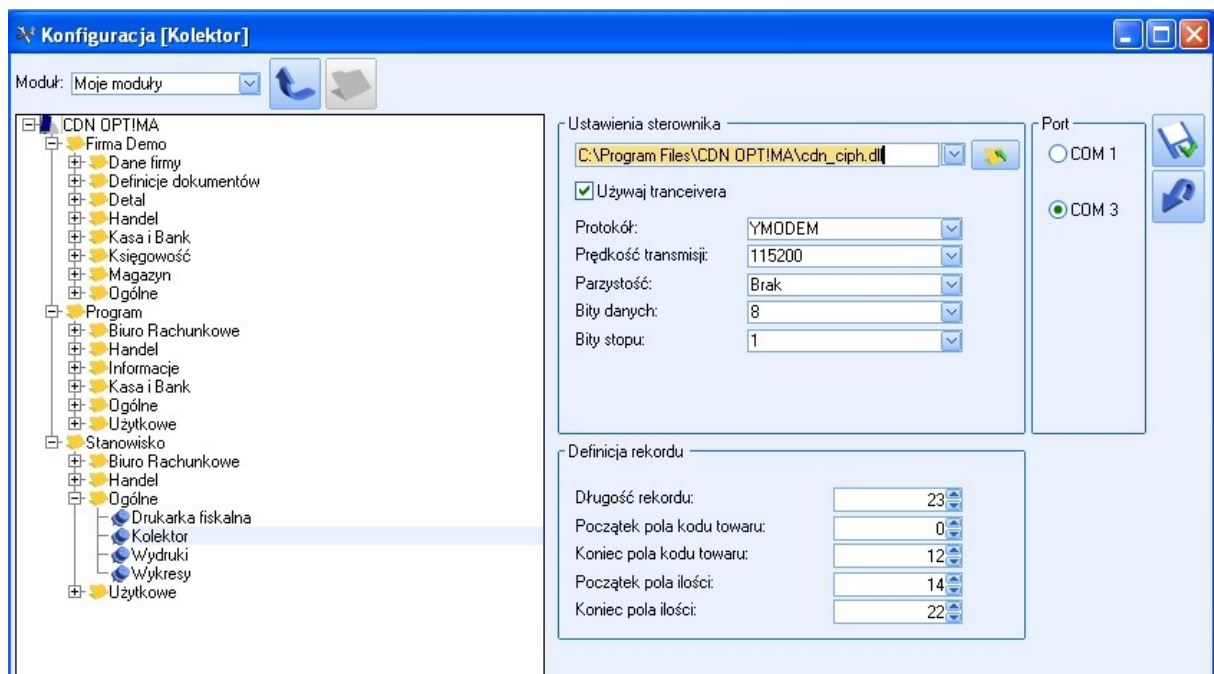 Konfiguracja [Kolektor]
Moduł: Moje moduły
CDN OPT!MA
Firma Demo
Dane firmy
Definicje dokumentów
Detal
Handel
Kasa i Bank
Księgowość
Magazyn
Ogólne
Program
Biuro Rachunkowe
Handel
Informacje
Kasa i Bank
Ogólne
Użytkowe
Stanowisko
Biuro Rachunkowe
Handel
Ogólne
Drukarka fiskalna
Kolektor
Wydruki
Wykresy
Użytkowe
Ustawienia sterownika
C:\Program Files\CDN OPT!MA\cdn_ciph.dll
Używaj tranceivera
Protokół: YMODEM
Prędkość transmisji: 115200
Parzystość: Brak
Bity danych: 8
Bity stopu: 1
Port
COM 1
COM 3
Definicja rekordu
Długość rekordu: 23
Początek pola kodu towaru: 0
Koniec pola kodu towaru: 12
Początek pola ilości: 14
Koniec pola ilości: 22